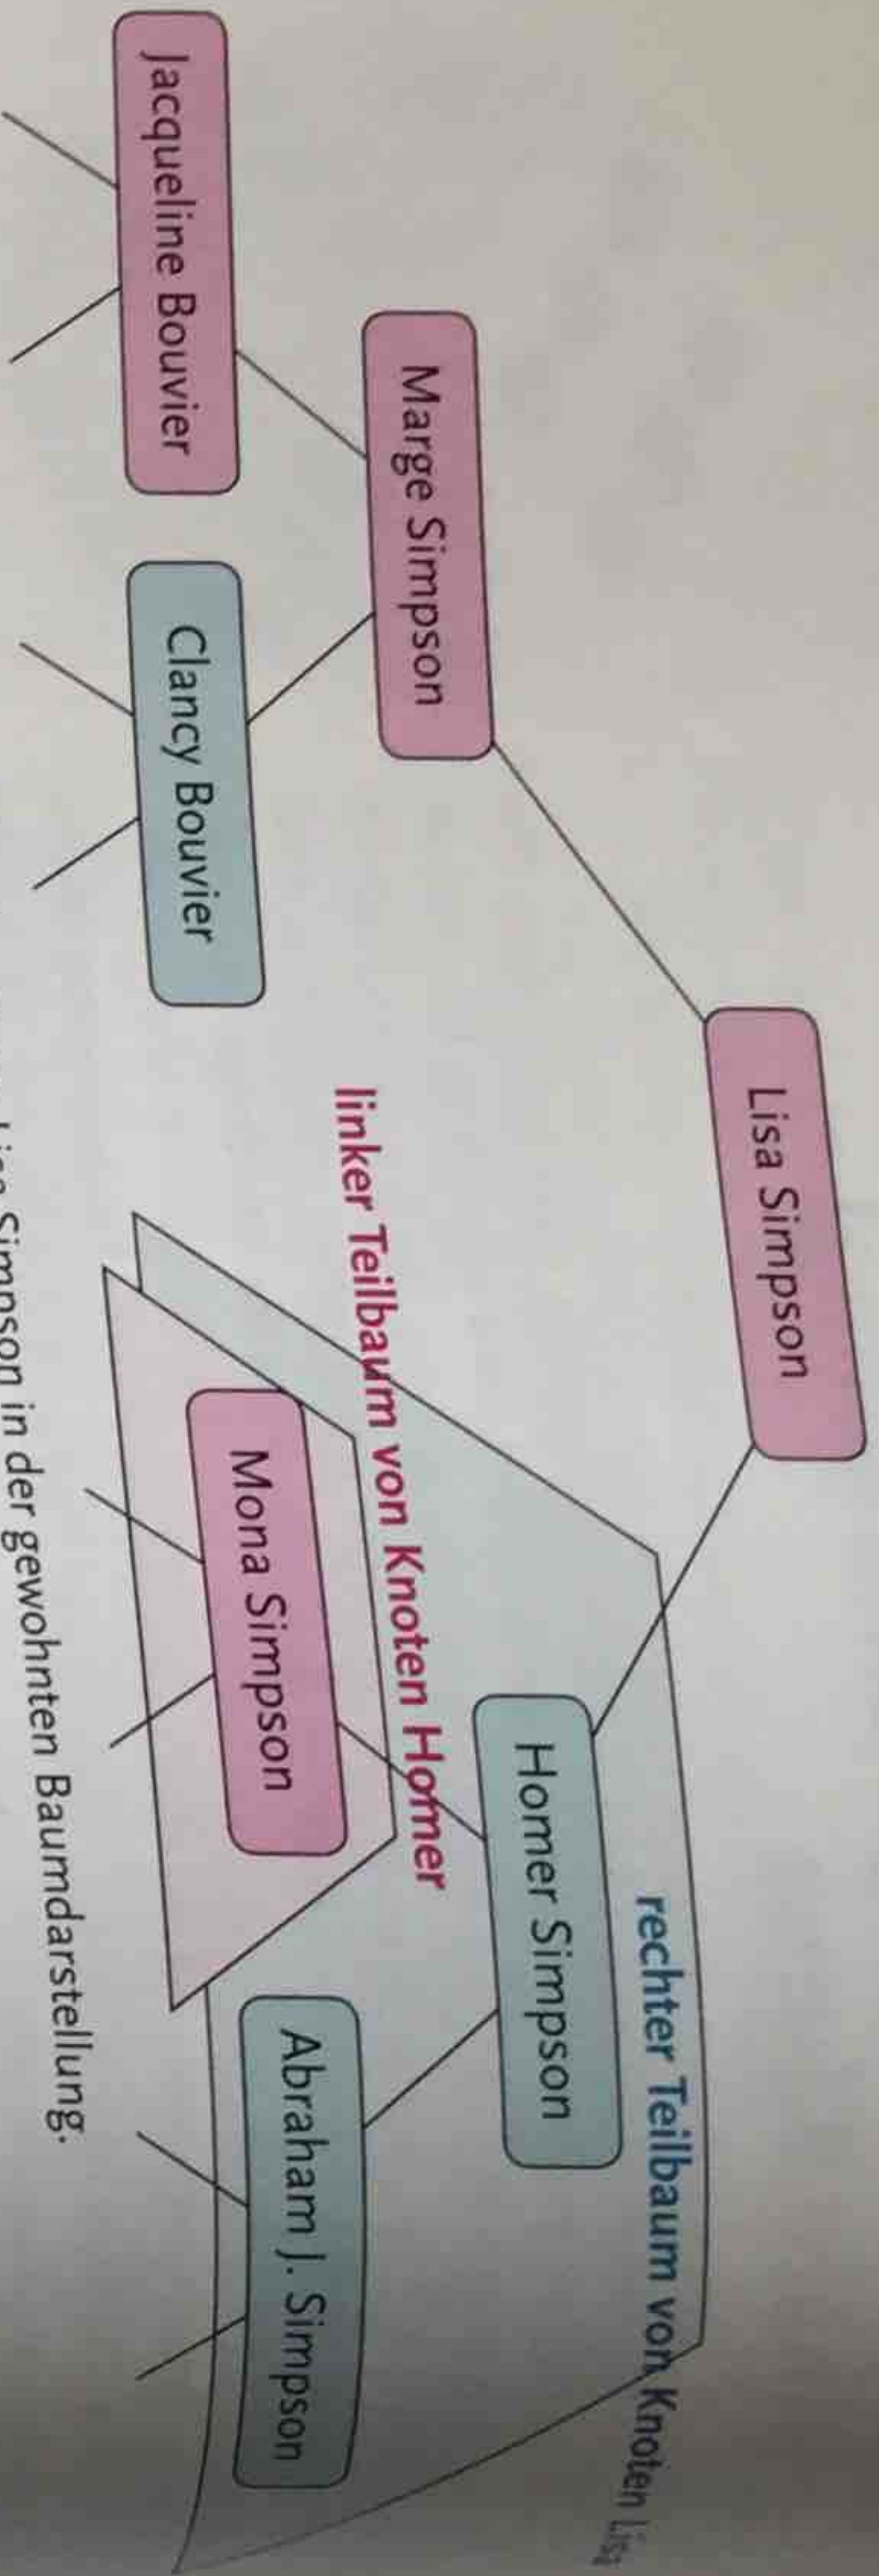 Lisa Simpson
rechter Teilbaum von Knoten Lisa
Marge Simpson
Homer Simpson
linker Teilbaum von Knoten Homer
Jacqueline Bouvier
Clancy Bouvier
Mona Simpson
Abraham J. Simpson
Lisa Simpson in der gewohnten Baumdarstellung.